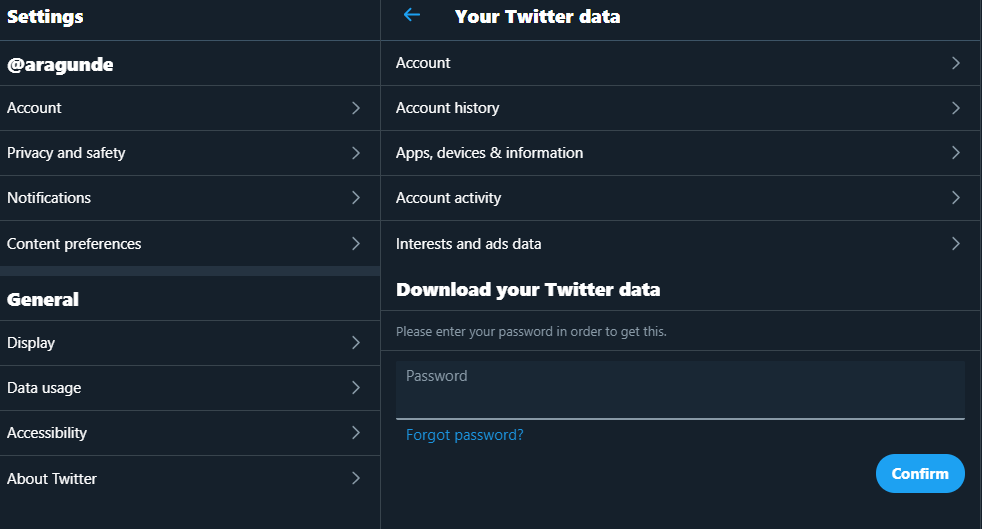 Settings
@aragunde
Account
Privacy and safety
Notifications
Content preferences
General
Display
Data usage
Accessibility
About Twitter
Your Twitter data
Account
Account history
Apps, devices & information
Account activity
Interests and ads data
Download your Twitter data
Please enter your password in order to get this.
Password
Forgot password?
Confirm